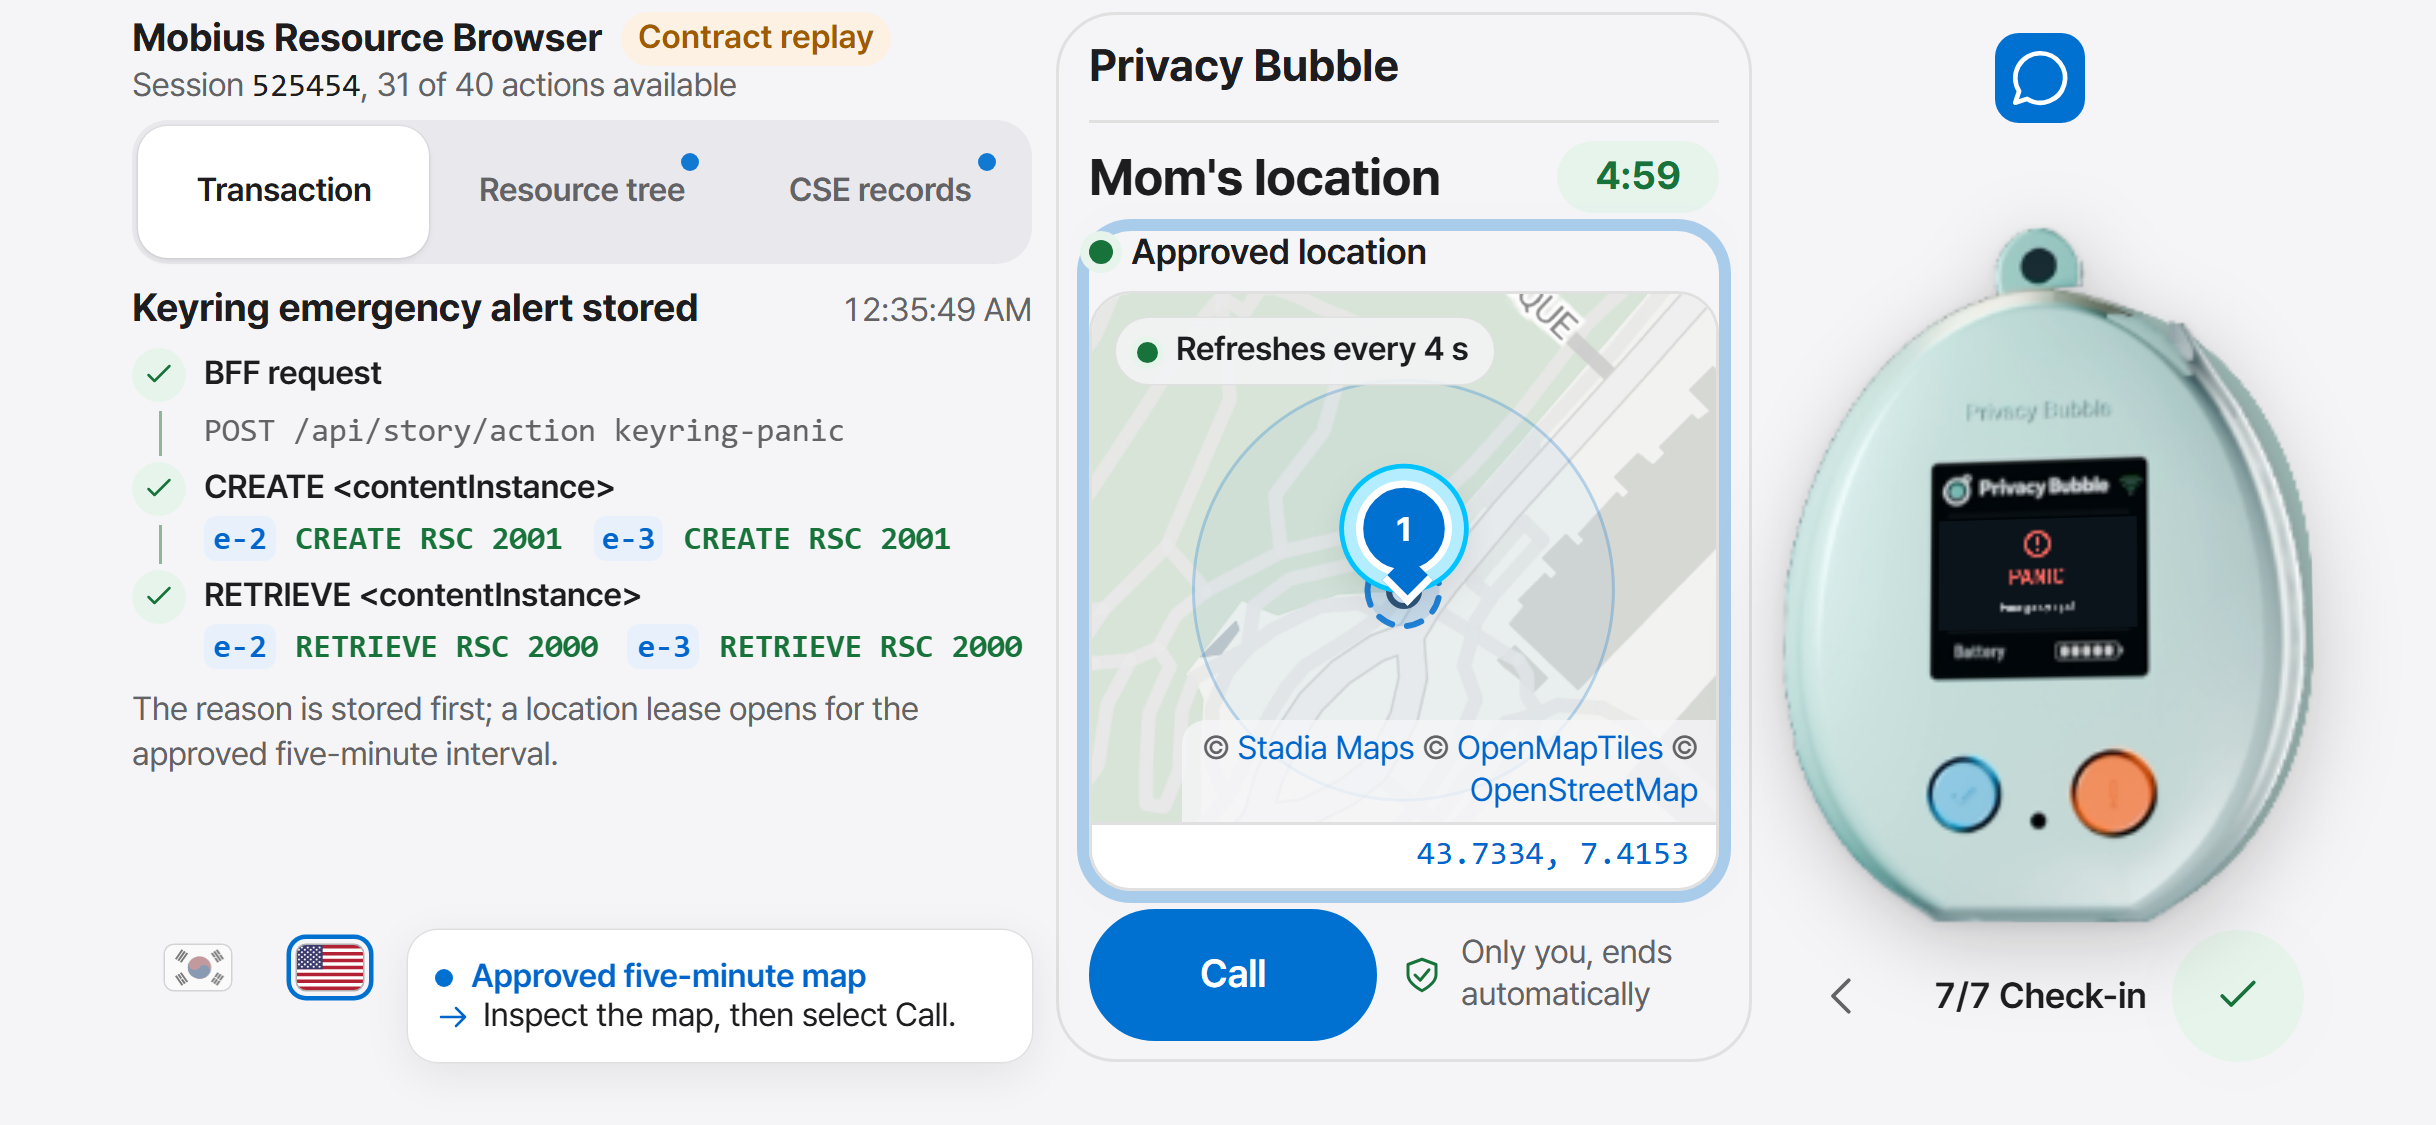 Mobius Resource Browser Contract replay
Session 525454, 31 of 40 actions available
Transaction
Resource tree
CSE records
Keyring emergency alert stored 12:35:49 AM
BFF request
POST /api/story/action keyring-panic
CREATE <contentInstance>
e-2 CREATE RSC 2001 e-3 CREATE RSC 2001
RETRIEVE <contentInstance>
e-2 RETRIEVE RSC 2000 e-3 RETRIEVE RSC 2000
The reason is stored first; a location lease opens for the
approved five-minute interval.
Approved five-minute map
→ Inspect the map, then select Call.
Privacy Bubble
Mom's location 4:59
Approved location
QUE
Refreshes every 4 s
1
© Stadia Maps © OpenMapTiles ©
OpenStreetMap
43.7334, 7.4153
Call
Only you, ends
automatically
Privacy Bubble
Privacy Bubble
PANIC
Battery
7/7 Check-in